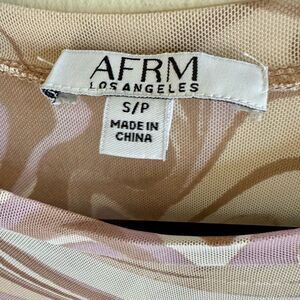 AFRM
LOS ANGELES
S/P
MADE IN
CHINA